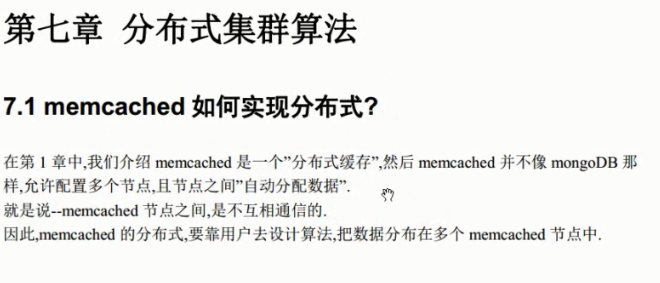 第七章 分布式集群算法
7.1 memcached 如何实现分布式?
在第 1 章中,我们介绍 memcached 是一个”分布式缓存”,然后 memcached 并不像 mongoDB 那
样,允许配置多个节点,且节点之间”自动分配数据”.
就是说--memcached 节点之间,是不互相通信的.
因此,memcached 的分布式,要靠用户去设计算法,把数据分布在多个 memcached 节点中.